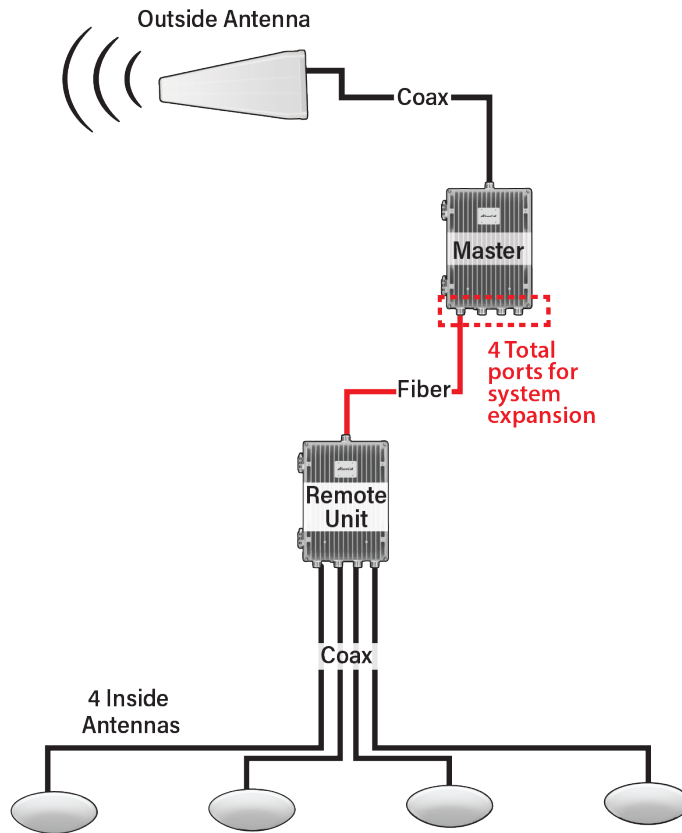 Outside Antenna
Coax
Master
4 Total
ports for
system
expansion
Fiber
Remote
Unit
Coax
4 Inside
Antennas